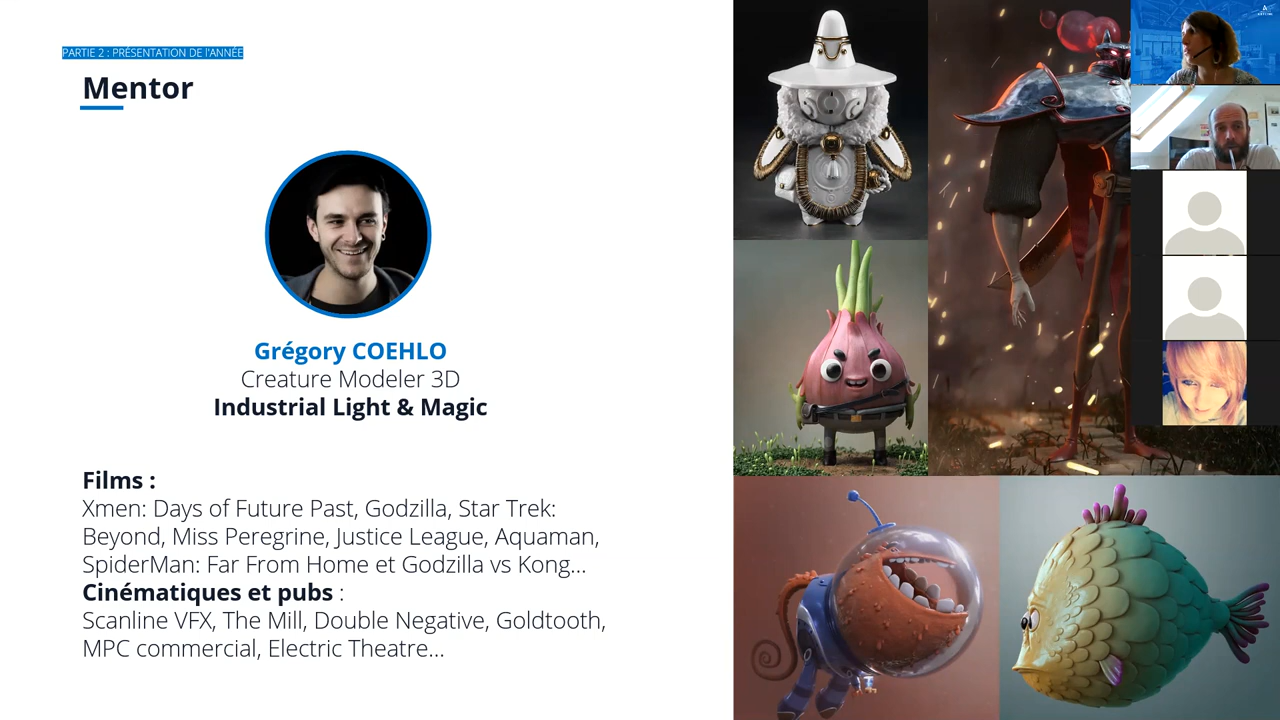 PARTIE 2 : PRÉSENTATION DE l'ANNÉE
Mentor
Grégory COEHLO
Creature Modeler 3D
Industrial Light & Magic
Films :
Xmen: Days of Future Past, Godzilla, Star Trek:
Beyond, Miss Peregrine, Justice League, Aquaman,
SpiderMan: Far From Home et Godzilla vs Kong...
Cinématiques et pubs :
Scanline VFX, The Mill, Double Negative, Goldtooth,
MPC commercial, Electric Theatre...